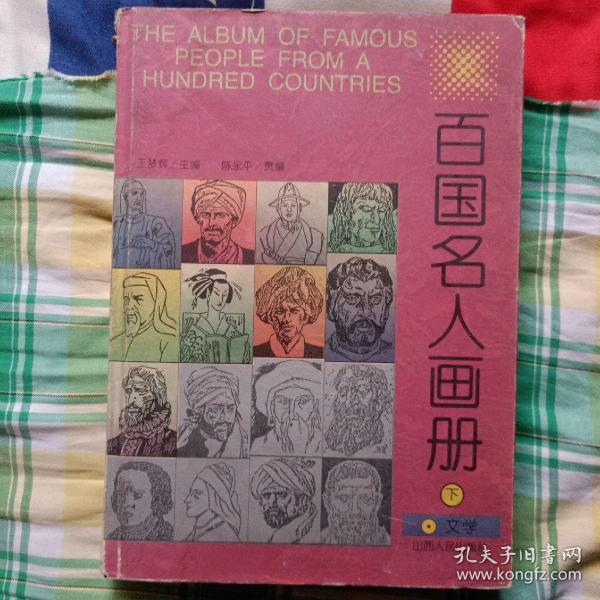 THE ALBUM OF FAMOUS
PEOPLE FROM A
HUNDRED COUNTRIES
王梦辉/主编 陈永平/责编
百国名人画册
下
文学
山西人民出版社
孔夫子旧书网
www.kongfz.com